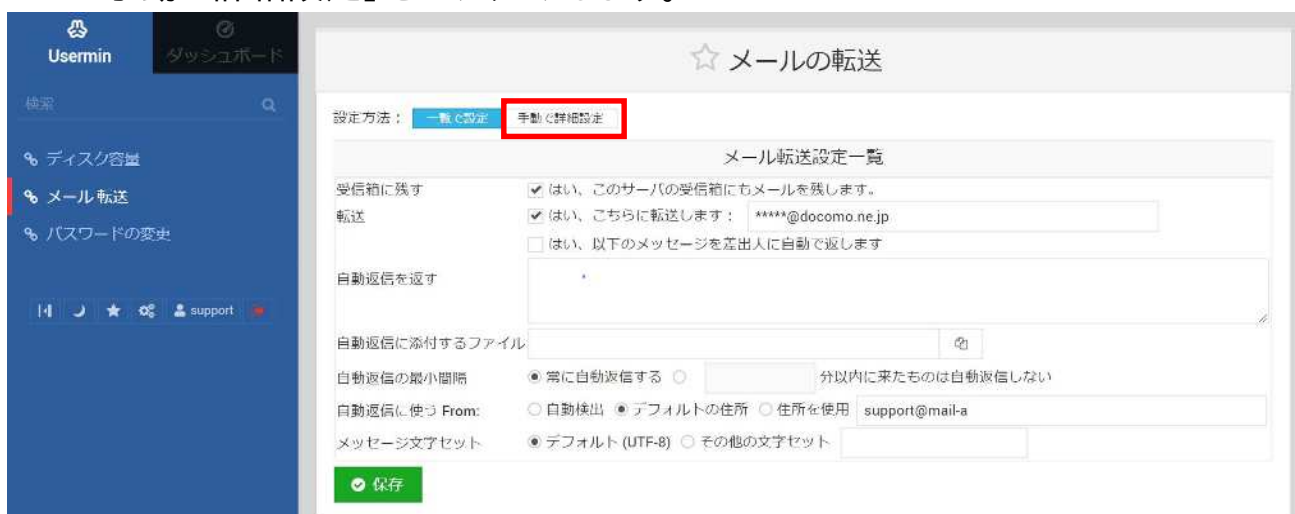 Usermin
ダッシュボード
検索
ディスク容量
メール転送
パスワードの変更
support
メールの転送
設定方法： 一覧で設定 手動で詳細設定
メール転送設定一覧
受信箱に残す はい、このサーバの受信箱にもメールを残します。
転送 はい、こちらに転送します： *****@docomo.ne.jp
はい、以下のメッセージを差出人に自動で返します
自動返信を返す
自動返信に添付するファイル
自動返信の最小間隔 常に自動返信する 分以内に来たものは自動返信しない
自動返信に使う From: 自動検出 デフォルトの住所 住所を使用 support@mail-a
メッセージ文字セット デフォルト (UTF-8) その他の文字セット
保存